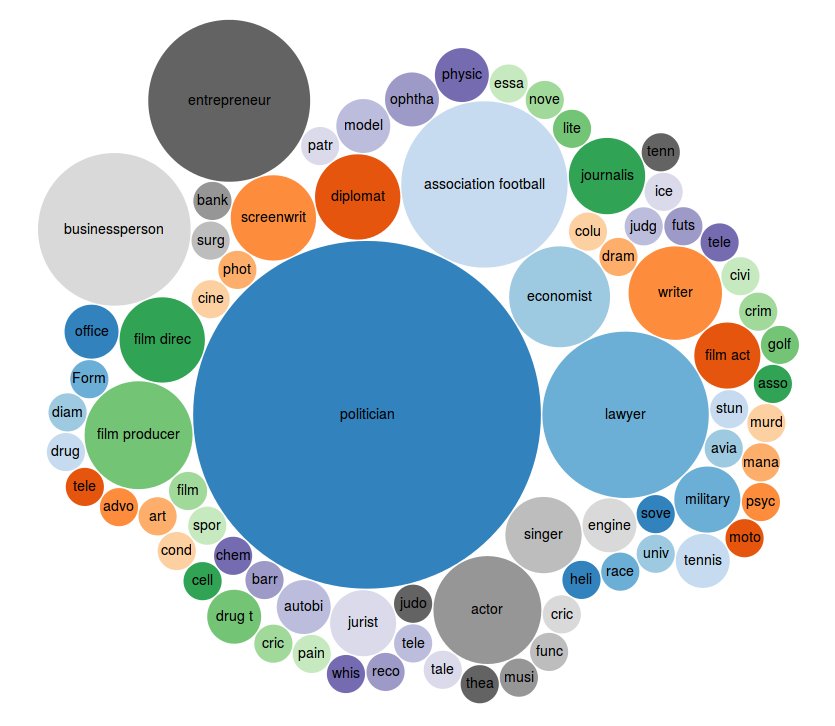 physic
essa
entrepreneur
ophtha
nove
model
lite
patr
tenn
journalis
association football
ice
diplomat
bank
screenwrit
businessperson
colu
judg
futs
surg
tele
dram
phot
civi
economist
writer
cine
crim
office
film direc
golf
film act
Form
asso
diam
politician
lawyer
stun
murd
film producer
drug
avia
mana
tele
film
military
psyc
advo
art
sove
spor
engine
singer
moto
cond
chem
univ
tennis
cell
barr
heli
race
autobi
judo
actor
drug t
jurist
cric
cric
tele
pain
func
tale
whis
reco
thea
musi